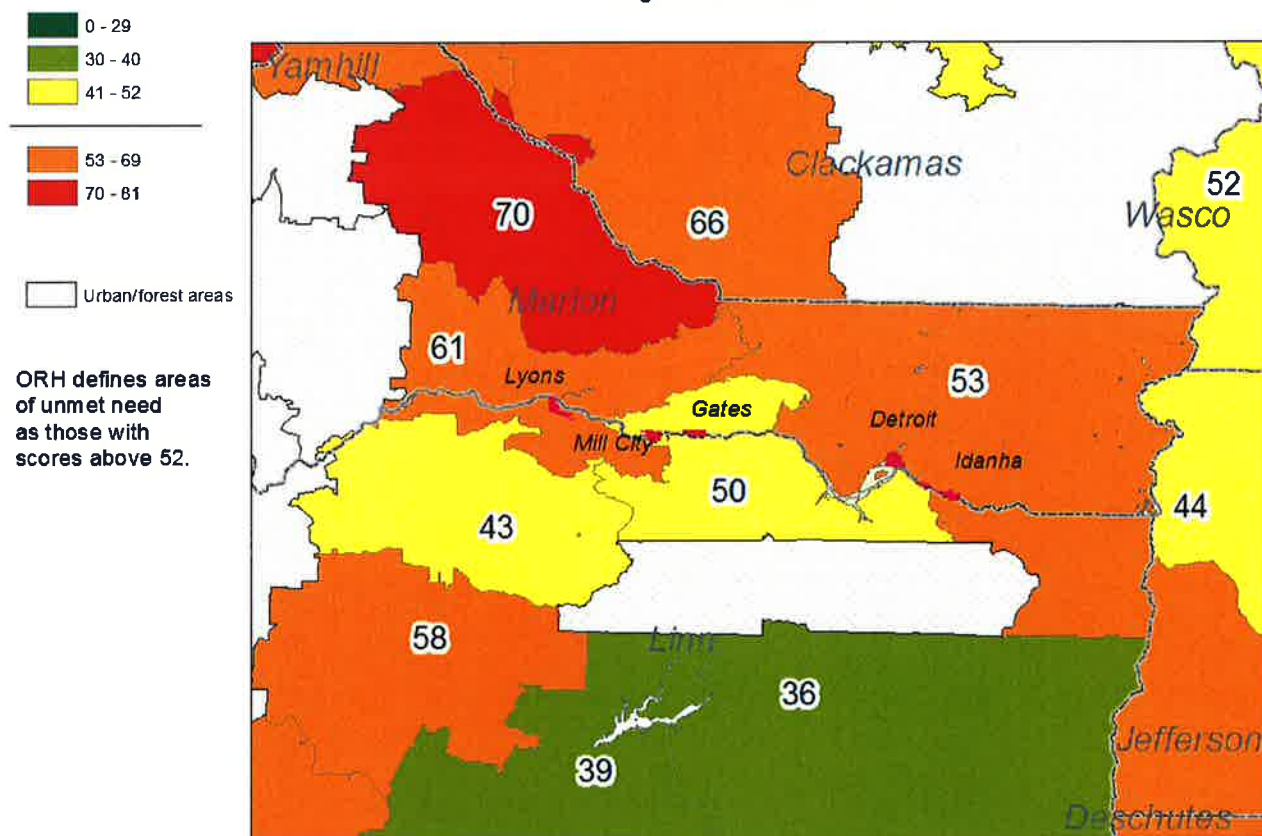 0 - 29
30 - 40
41 - 52
53 - 69
70 - 61
Urban/forest areas
ORH defines areas
of unmet need
as those with
scores above 52.
Yamhill
Clackamas
52
Wasco
70
66
Marion
61
Lyons
53
Gates
Detroit
Mill City
Idanha
50
43
44
58
Linn
36
Jefferson
39
Deschutes